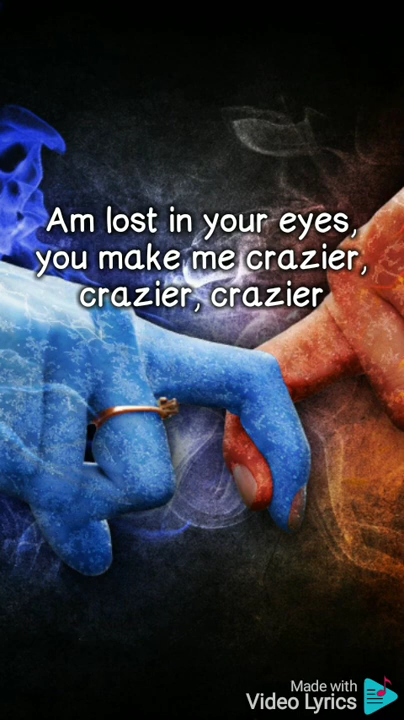 Am lost in your eyes,
you make me crazier,
crazier, crazier
Made with
Video Lyrics